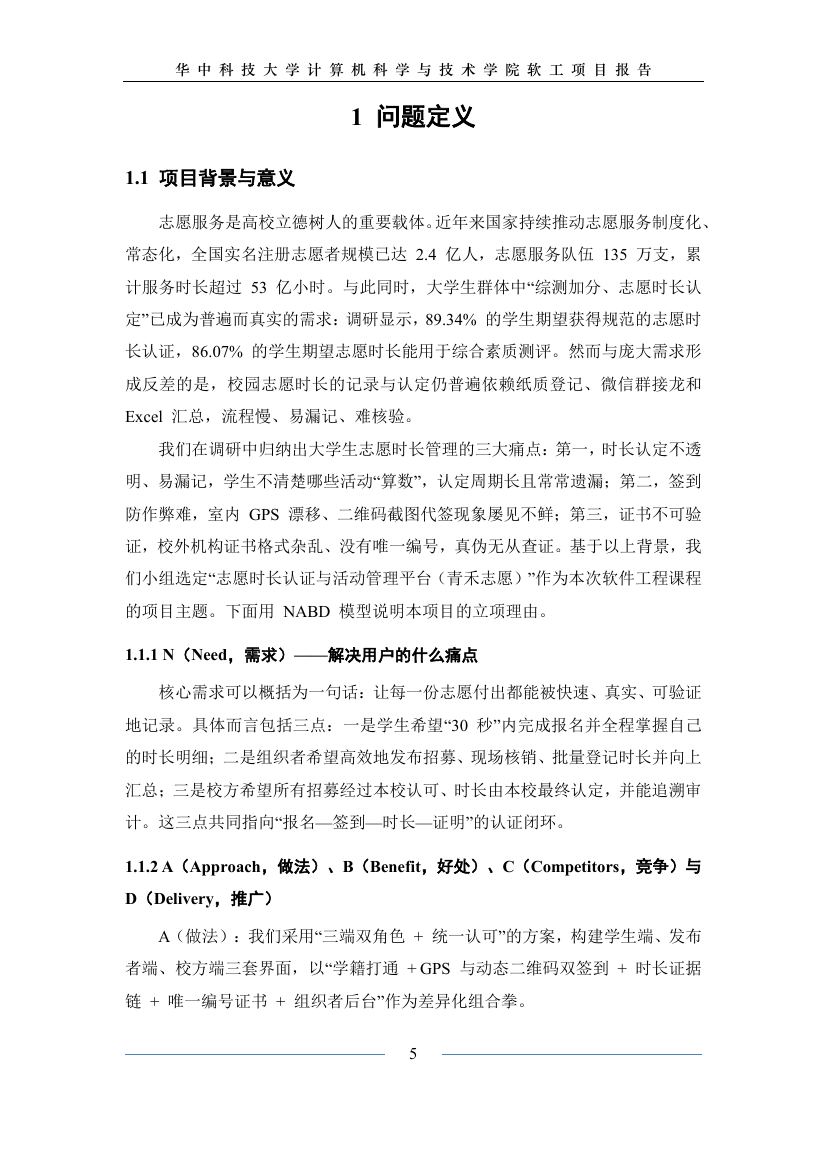 华中科技大学计算机科学与技术学院软工项目报告
1 问题定义
1.1 项目背景与意义
志愿服务是高校立德树人的重要载体。近年来国家持续推动志愿服务制度化、
常态化，全国实名注册志愿者规模已达 2.4 亿人，志愿服务队伍 135 万支，累
计服务时长超过 53 亿小时。与此同时，大学生群体中“综测加分、志愿时长认
定”已成为普遍而真实的需求：调研显示，89.34% 的学生期望获得规范的志愿时
长认证，86.07% 的学生期望志愿时长能用于综合素质测评。然而与庞大需求形
成反差的是，校园志愿时长的记录与认定仍普遍依赖纸质登记、微信群接龙和
Excel 汇总，流程慢、易漏记、难核验。
我们在调研中归纳出大学生志愿时长管理的三大痛点：第一，时长认定不透
明、易漏记，学生不清楚哪些活动“算数”，认定周期长且常常遗漏；第二，签到
防作弊难，室内 GPS 漂移、二维码截图代签现象屡见不鲜；第三，证书不可验
证，校外机构证书格式杂乱、没有唯一编号，真伪无从查证。基于以上背景，我
们小组选定“志愿时长认证与活动管理平台（青禾志愿）”作为本次软件工程课程
的项目主题。下面用 NABD 模型说明本项目的立项理由。
1.1.1 N（Need，需求）——解决用户的什么痛点
核心需求可以概括为一句话：让每一份志愿付出都能被快速、真实、可验证
地记录。具体而言包括三点：一是学生希望“30 秒”内完成报名并全程掌握自己
的时长明细；二是组织者希望高效地发布招募、现场核销、批量登记时长并向上
汇总；三是校方希望所有招募经过本校认可、时长由本校最终认定，并能追溯审
计。这三点共同指向“报名—签到—时长—证明”的认证闭环。
1.1.2 A（Approach，做法）、B（Benefit，好处）、C（Competitors，竞争）与
D（Delivery，推广）
A（做法）：我们采用“三端双角色 + 统一认可”的方案，构建学生端、发布
者端、校方端三套界面，以“学籍打通 + GPS 与动态二维码双签到 + 时长证据
链 + 唯一编号证书 + 组织者后台”作为差异化组合拳。
5